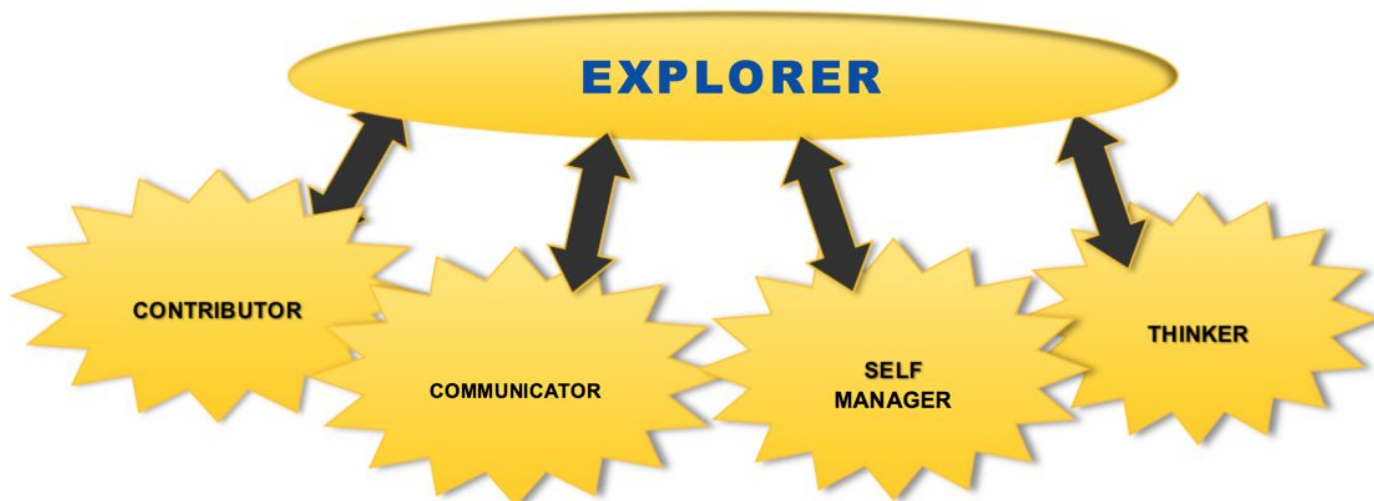 EXPLORER
CONTRIBUTOR
COMMUNICATOR
SELF
MANAGER
THINKER